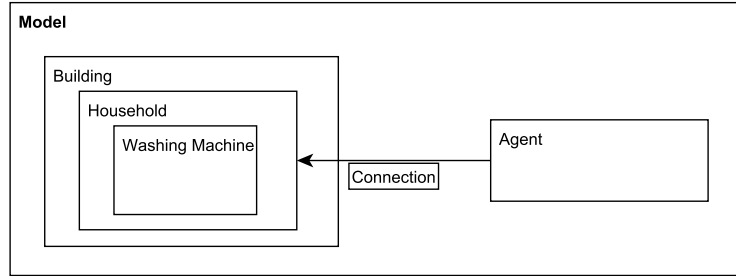 Model
Building
Household
Washing Machine
Agent
Connection